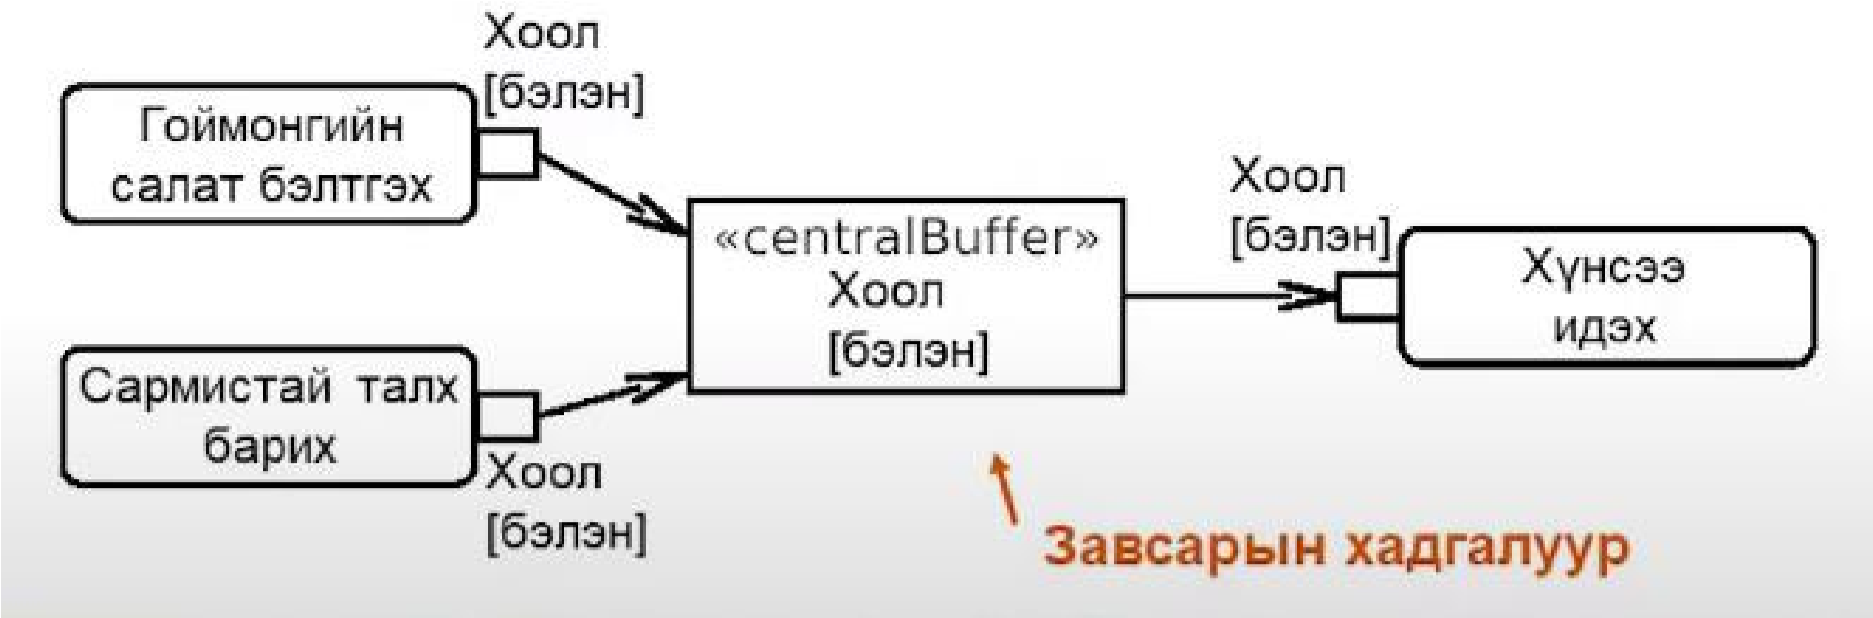 Хоол
[бэлэн]
Гоймонгийн
салат бэлтгэх
Сармистай талх
барих
Хоол
[бэлэн]
«centralBuffer»
Хоол
[бэлэн]
Хоол
[бэлэн]
Хүнсээ
идэх
Завсарын хадгалуур